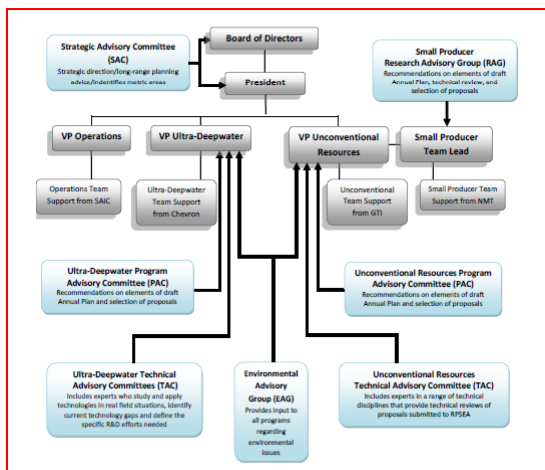 Strategic Advisory Committee
(SAC)
Strategic direction/long-range planning
advice/indentifies metric areas
Board of Directors
President
Small Producer
Research Advisory Group (RAG)
Recommendations on elements of draft
Annual Plan, technical review, and
selection of proposals
VP Operations
VP Ultra-Deepwater
VP Unconventional
Resources
Small Producer
Team Lead
Operations Team
Support from SAIC
Ultra-Deepwater
Team Support
from Chevron
Unconventional
Team Support
from GTI
Small Producer Team
Support from NMT
Ultra-Deepwater Program
Advisory Committee (PAC)
Recommendations on elements of draft
Annual Plan and selection of proposals
Unconventional Resources Program
Advisory Committee (PAC)
Recommendations on elements of draft
Annual Plan and selection of proposals
Ultra-Deepwater Technical
Advisory Committees (TAC)
Includes experts who study and apply
technologies in real field situations, identify
current technology gaps and define the
specific R&D efforts needed
Environmental
Advisory
Group (EAG)
Provides input to
all programs
regarding
environmental
issues
Unconventional Resources
Technical Advisory Committee (TAC)
Includes experts in a range of technical
disciplines that provide technical reviews of
proposals submitted to RPSEA